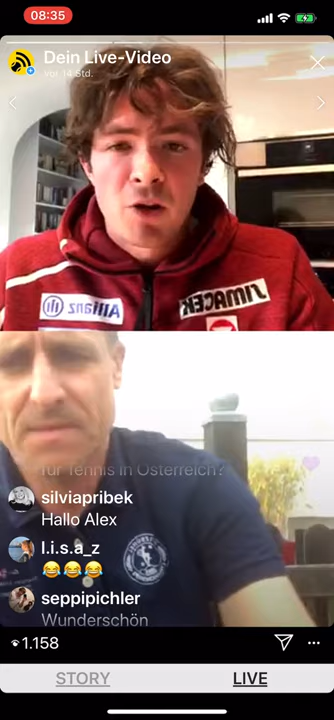 08:35
Dein Live-Video
vor 14 Std.
Allianz
SIMACEK
für Tennis in Österreich?
silviapribek
Hallo Alex
l.i.s.a_z
😂😂😂
seppipichler
Wunderschön
1.158
STORY
LIVE